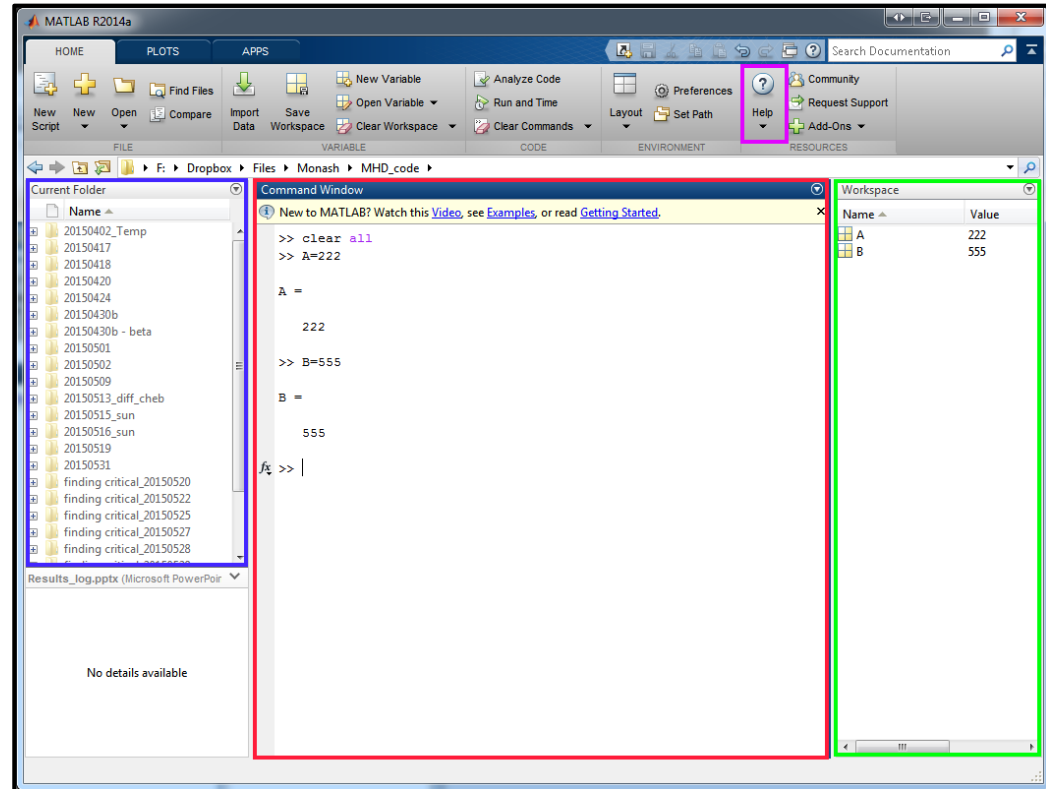 MATLAB R2014a
HOME PLOTS APPS
Search Documentation
New Script
New
Open
Find Files
Compare
Import Data
Save Workspace
New Variable
Open Variable
Clear Workspace
Analyze Code
Run and Time
Clear Commands
Layout
Preferences
Set Path
Help
Community
Request Support
Add-Ons
FILE VARIABLE CODE ENVIRONMENT RESOURCES
F: Dropbox Files Monash MHD_code
Current Folder
Name
20150402_Temp
20150417
20150418
20150420
20150424
20150430b
20150430b - beta
20150501
20150502
20150509
20150513_diff_cheb
20150515_sun
20150516_sun
20150519
20150531
finding critical_20150520
finding critical_20150522
finding critical_20150525
finding critical_20150527
finding critical_20150528
Results_log.pptx (Microsoft PowerPoir
No details available
Command Window
New to MATLAB? Watch this Video, see Examples, or read Getting Started.
>> clear all
>> A=222
A =
222
>> B=555
B =
555
fx >>
Workspace
Name Value
A 222
B 555